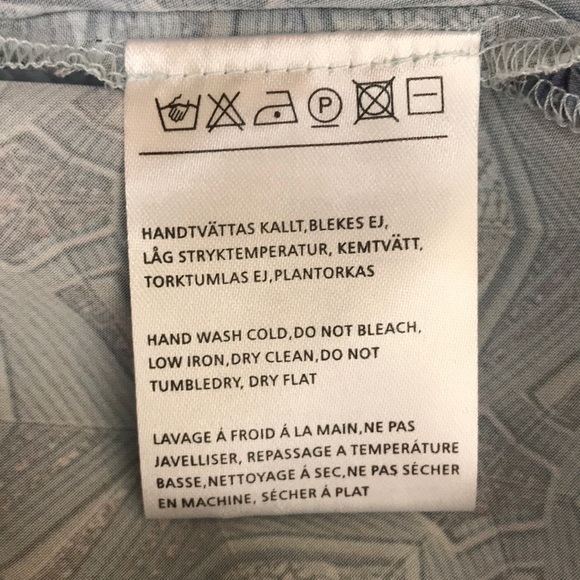 P
HANDTVÄTTAS KALLT,BLEKES EJ,
LÅG STRYKTEMPERATUR, KEMTVÄTT,
TORKTUMLAS EJ,PLANTORKAS
HAND WASH COLD,DO NOT BLEACH,
LOW IRON,DRY CLEAN,DO NOT
TUMBLEDRY, DRY FLAT
LAVAGE Á FROID Á LA MAIN,NE PAS
JAVELLISER, REPASSAGE A TEMPERÁTURE
BASSE,NETTOYAGE Á SEC,NE PAS SÉCHER
EN MACHINE, SÉCHER Á PLAT